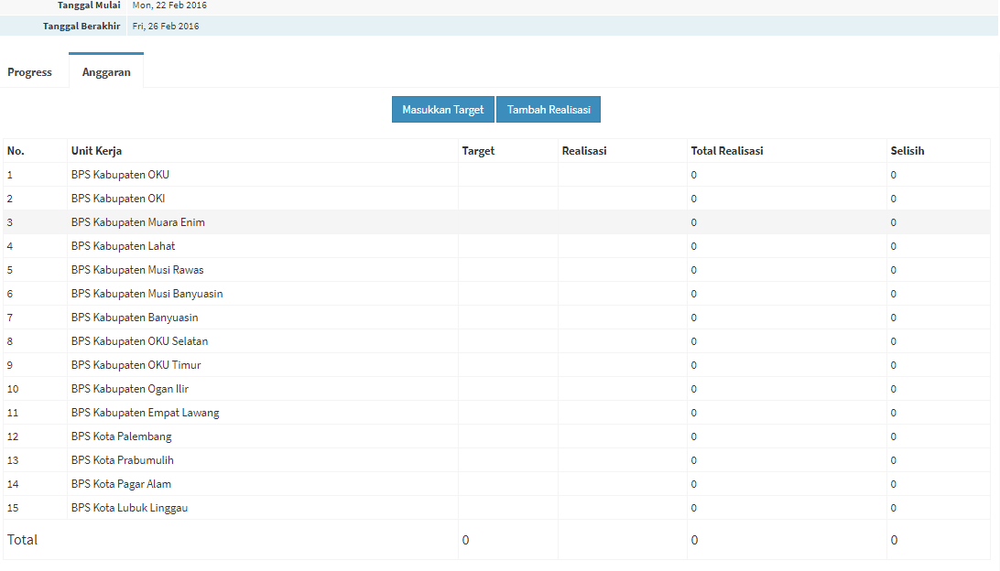 Tanggal Mulai Mon, 22 Feb 2016
Tanggal Berakhir Fri, 26 Feb 2016
Progress Anggaran
Masukkan Target Tambah Realisasi
No. Unit Kerja Target Realisasi Total Realisasi Selisih
1 BPS Kabupaten OKU 0 0
2 BPS Kabupaten OKI 0 0
3 BPS Kabupaten Muara Enim 0 0
4 BPS Kabupaten Lahat 0 0
5 BPS Kabupaten Musi Rawas 0 0
6 BPS Kabupaten Musi Banyuasin 0 0
7 BPS Kabupaten Banyuasin 0 0
8 BPS Kabupaten OKU Selatan 0 0
9 BPS Kabupaten OKU Timur 0 0
10 BPS Kabupaten Ogan Ilir 0 0
11 BPS Kabupaten Empat Lawang 0 0
12 BPS Kota Palembang 0 0
13 BPS Kota Prabumulih 0 0
14 BPS Kota Pagar Alam 0 0
15 BPS Kota Lubuk Linggau 0 0
Total 0 0 0